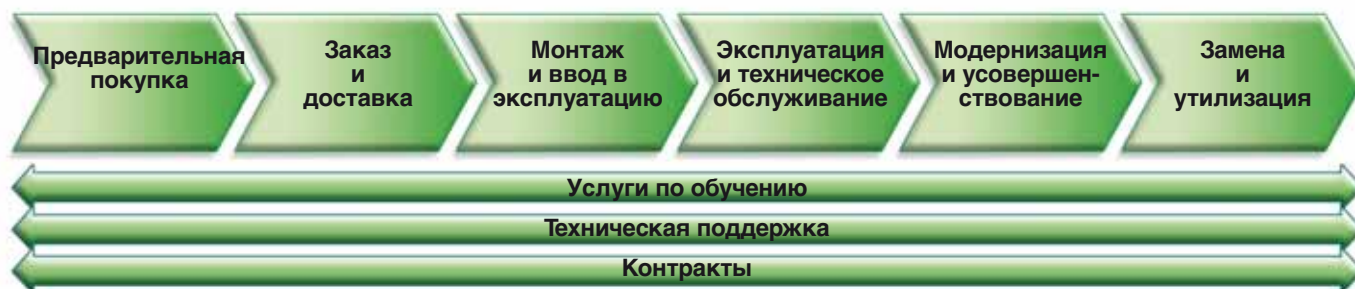 Предварительная
покупка
Заказ
и
доставка
Монтаж
и ввод в
эксплуатацию
Эксплуатация
и техническое
обслуживание
Модернизация
и усовершен-
ствование
Замена
и
утилизация
Услуги по обучению
Техническая поддержка
Контракты